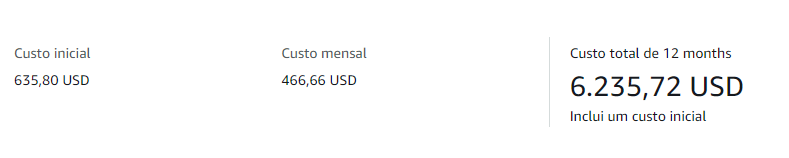 Custo inicial
635,80 USD
Custo mensal
466,66 USD
Custo total de 12 months
6.235,72 USD
Inclui um custo inicial